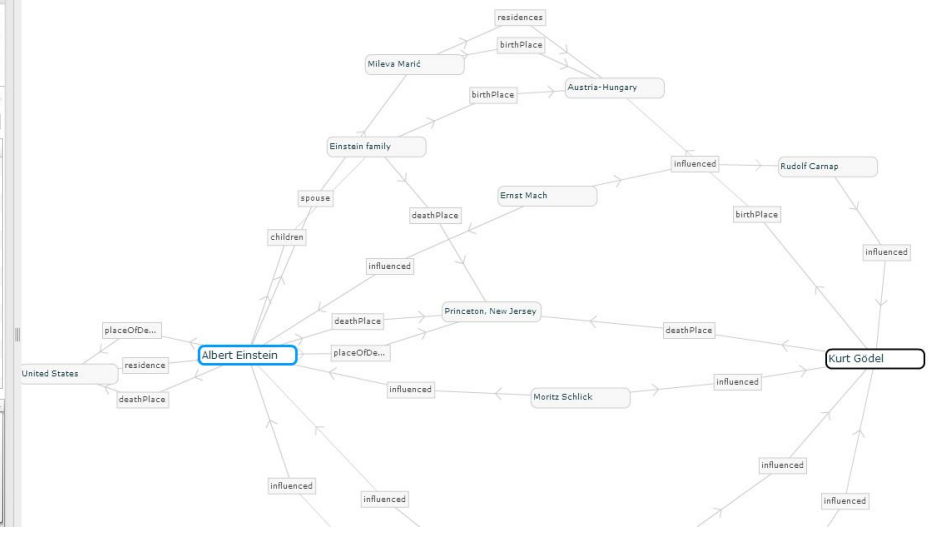 residences
birthPlace
Mileva Marić
Austria-Hungary
birthPlace
Einstein family
influenced
Rudolf Carnap
Ernst Mach
spouse
deathPlace
birthPlace
children
influenced
influenced
Princeton, New Jersey
deathPlace
placeOfDe...
deathPlace
Albert Einstein
placeOfDe...
Kurt Gödel
residence
United States
influenced
influenced
deathPlace
Moritz Schlick
influenced
influenced
influenced
influenced